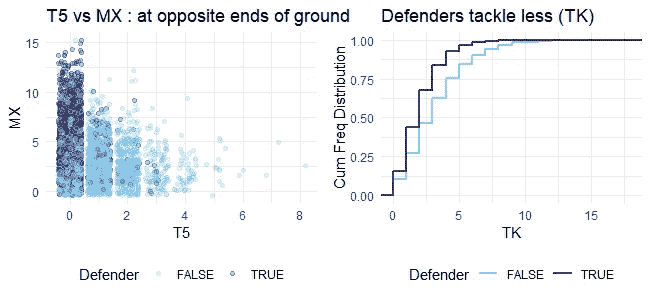 T5 vs MX : at opposite ends of ground
15
10
5
0
MX
0 2 4 6 8
T5
Defender FALSE TRUE
Defenders tackle less (TK)
1.00
0.75
0.50
0.25
0.00
Cum Freq Distribution
0 5 10 15
TK
Defender FALSE TRUE